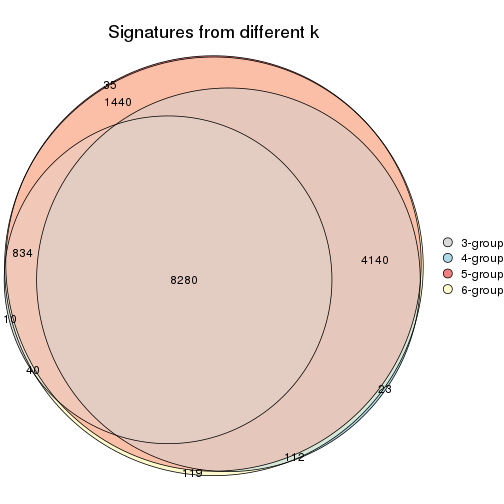 Signatures from different k
35
1440
834
4140
8280
10
40
23
112
119
3-group
4-group
5-group
6-group